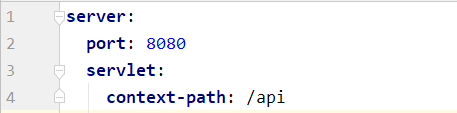 1 server:
2   port: 8080
3   servlet:
4     context-path: /api